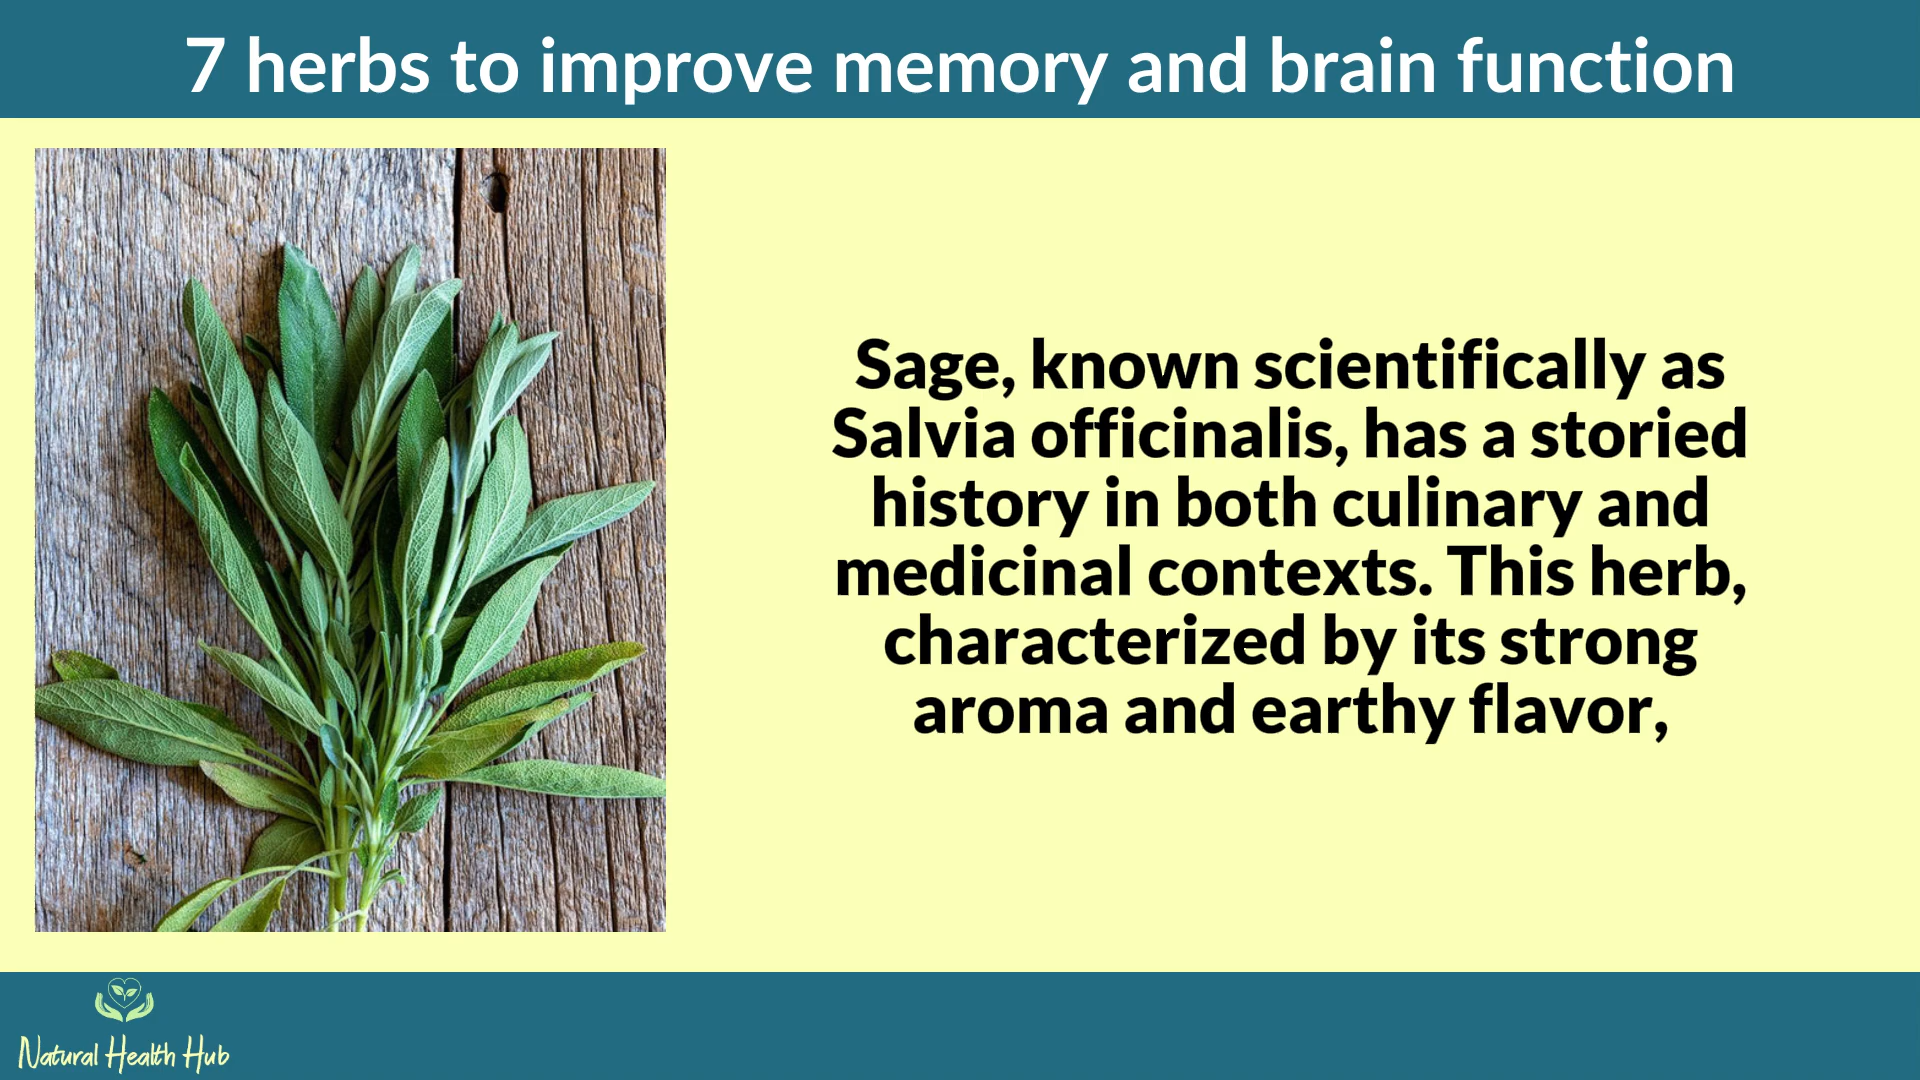 7 herbs to improve memory and brain function
Sage, known scientifically as
Salvia officinalis, has a storied
history in both culinary and
medicinal contexts. This herb,
characterized by its strong
aroma and earthy flavor,
Natural Health Hub